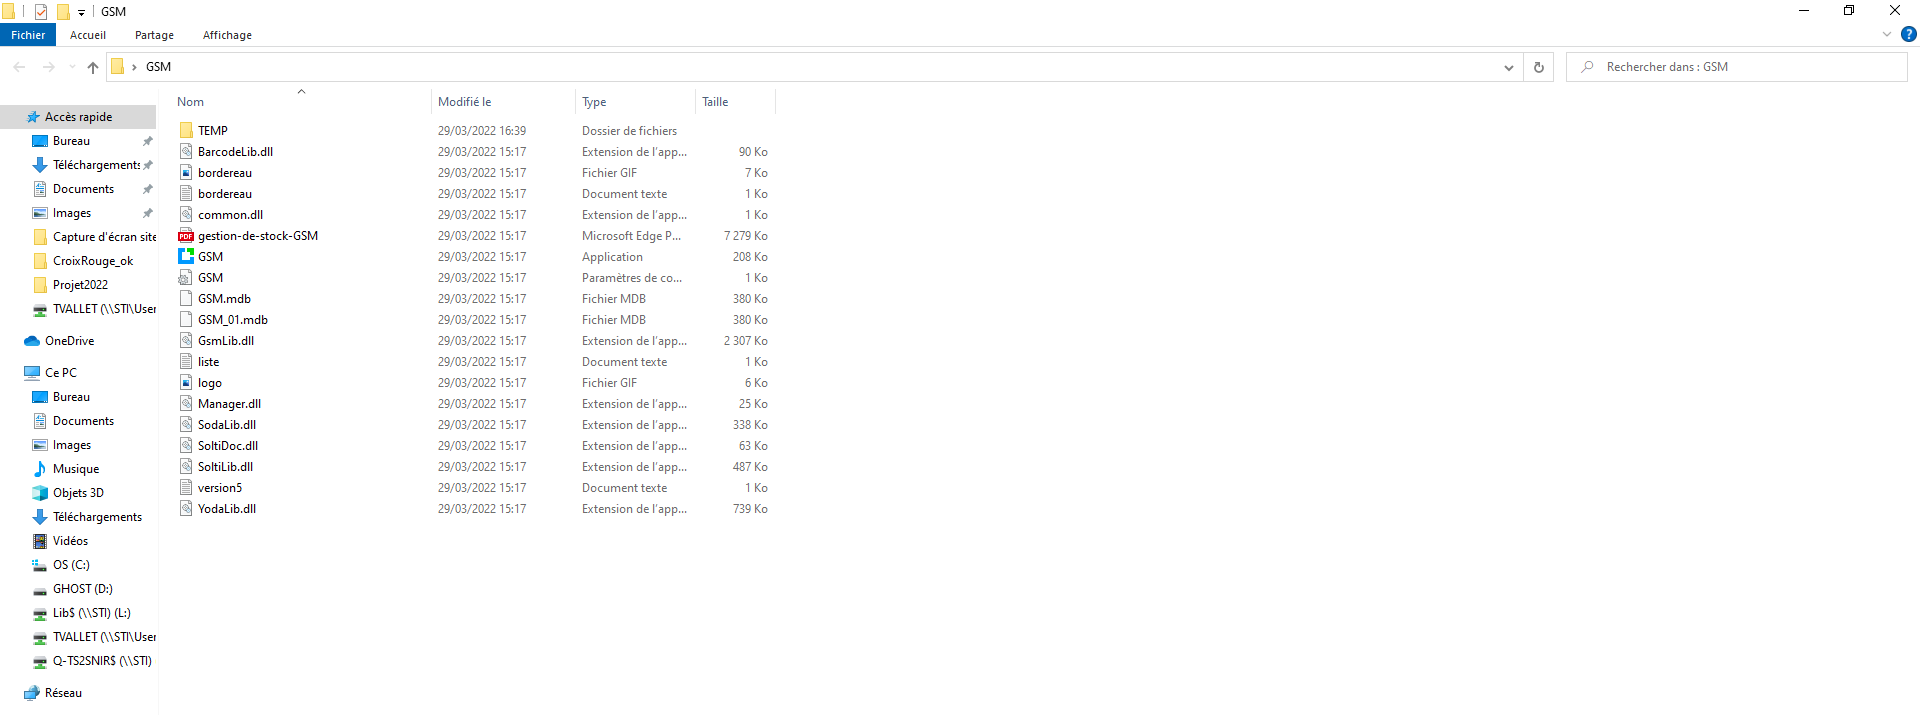 GSM
Fichier Accueil Partage Affichage
GSM
Rechercher dans : GSM
Nom Modifié le Type Taille
Accès rapide
Bureau
Téléchargements
Documents
Images
Capture d'écran site
CroixRouge_ok
Projet2022
TVALLET (\\STI\User
OneDrive
Ce PC
Bureau
Documents
Images
Musique
Objets 3D
Téléchargements
Vidéos
OS (C:)
GHOST (D:)
Lib$ (\\STI) (L:)
TVALLET (\\STI\User
Q-TS2SNIR$ (\\STI)
Réseau
TEMP 29/03/2022 16:39 Dossier de fichiers
BarcodeLib.dll 29/03/2022 15:17 Extension de l'app... 90 Ko
bordereau 29/03/2022 15:17 Fichier GIF 7 Ko
bordereau 29/03/2022 15:17 Document texte 1 Ko
common.dll 29/03/2022 15:17 Extension de l'app... 1 Ko
PDF gestion-de-stock-GSM 29/03/2022 15:17 Microsoft Edge P... 7 279 Ko
GSM 29/03/2022 15:17 Application 208 Ko
GSM 29/03/2022 15:17 Paramètres de co... 1 Ko
GSM.mdb 29/03/2022 15:17 Fichier MDB 380 Ko
GSM_01.mdb 29/03/2022 15:17 Fichier MDB 380 Ko
GsmLib.dll 29/03/2022 15:17 Extension de l'app... 2 307 Ko
liste 29/03/2022 15:17 Document texte 1 Ko
logo 29/03/2022 15:17 Fichier GIF 6 Ko
Manager.dll 29/03/2022 15:17 Extension de l'app... 25 Ko
SodaLib.dll 29/03/2022 15:17 Extension de l'app... 338 Ko
SoltiDoc.dll 29/03/2022 15:17 Extension de l'app... 63 Ko
SoltiLib.dll 29/03/2022 15:17 Extension de l'app... 487 Ko
version5 29/03/2022 15:17 Document texte 1 Ko
YodaLib.dll 29/03/2022 15:17 Extension de l'app... 739 Ko